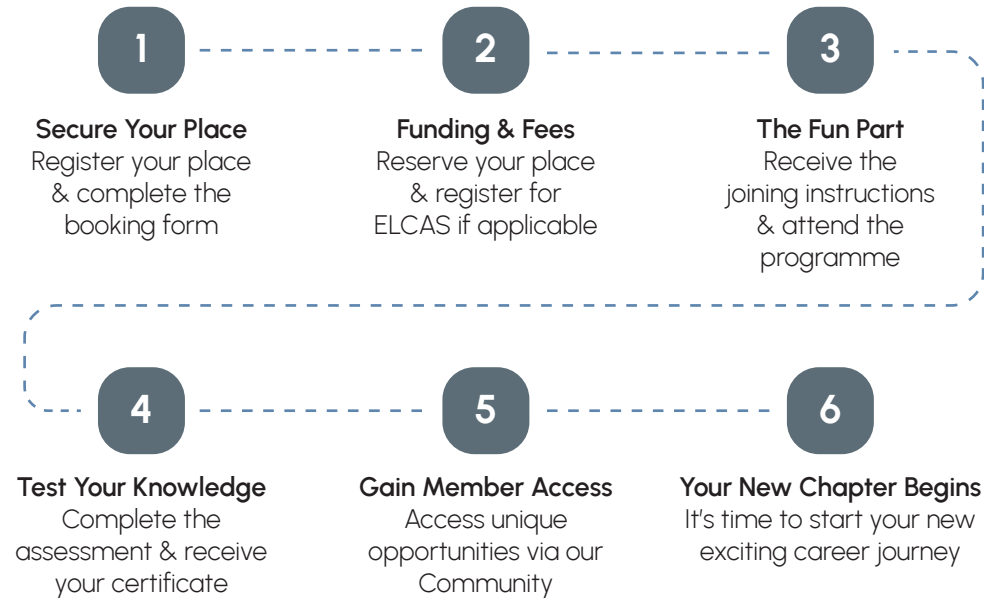 1
Secure Your Place
Register your place
& complete the
booking form
2
Funding & Fees
Reserve your place
& register for
ELCAS if applicable
3
The Fun Part
Receive the
joining instructions
& attend the
programme
4
Test Your Knowledge
Complete the
assessment & receive
your certificate
5
Gain Member Access
Access unique
opportunities via our
Community
6
Your New Chapter Begins
It's time to start your new
exciting career journey